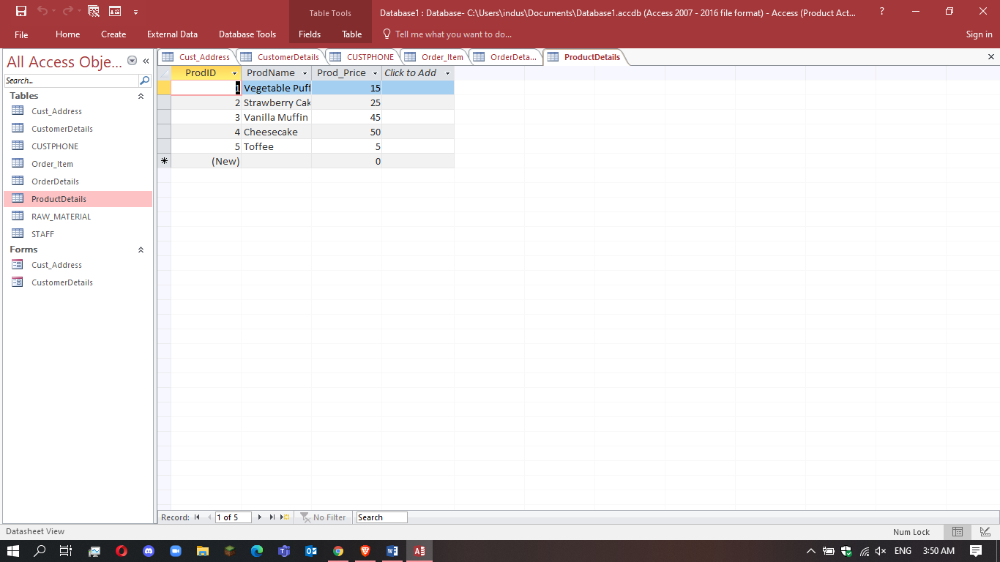 Table Tools
Database1 : Database- C:\Users\indus\Documents\Database1.accdb (Access 2007 - 2016 file format) - Access (Product Act...
?
File Home Create External Data Database Tools Fields Table Tell me what you want to do... Sign in
All Access Obje...
Search...
Tables
Cust_Address
CustomerDetails
CUSTPHONE
Order_Item
OrderDetails
ProductDetails
RAW_MATERIAL
STAFF
Forms
Cust_Address
CustomerDetails
Cust_Address CustomerDetails CUSTPHONE Order_Item OrderDeta... ProductDetails
ProdID ProdName Prod_Price Click to Add
1 Vegetable Puff 15
2 Strawberry Cak 25
3 Vanilla Muffin 45
4 Cheesecake 50
5 Toffee 5
* (New) 0
Record: 1 of 5 No Filter Search
Datasheet View Num Lock
ENG 3:50 AM